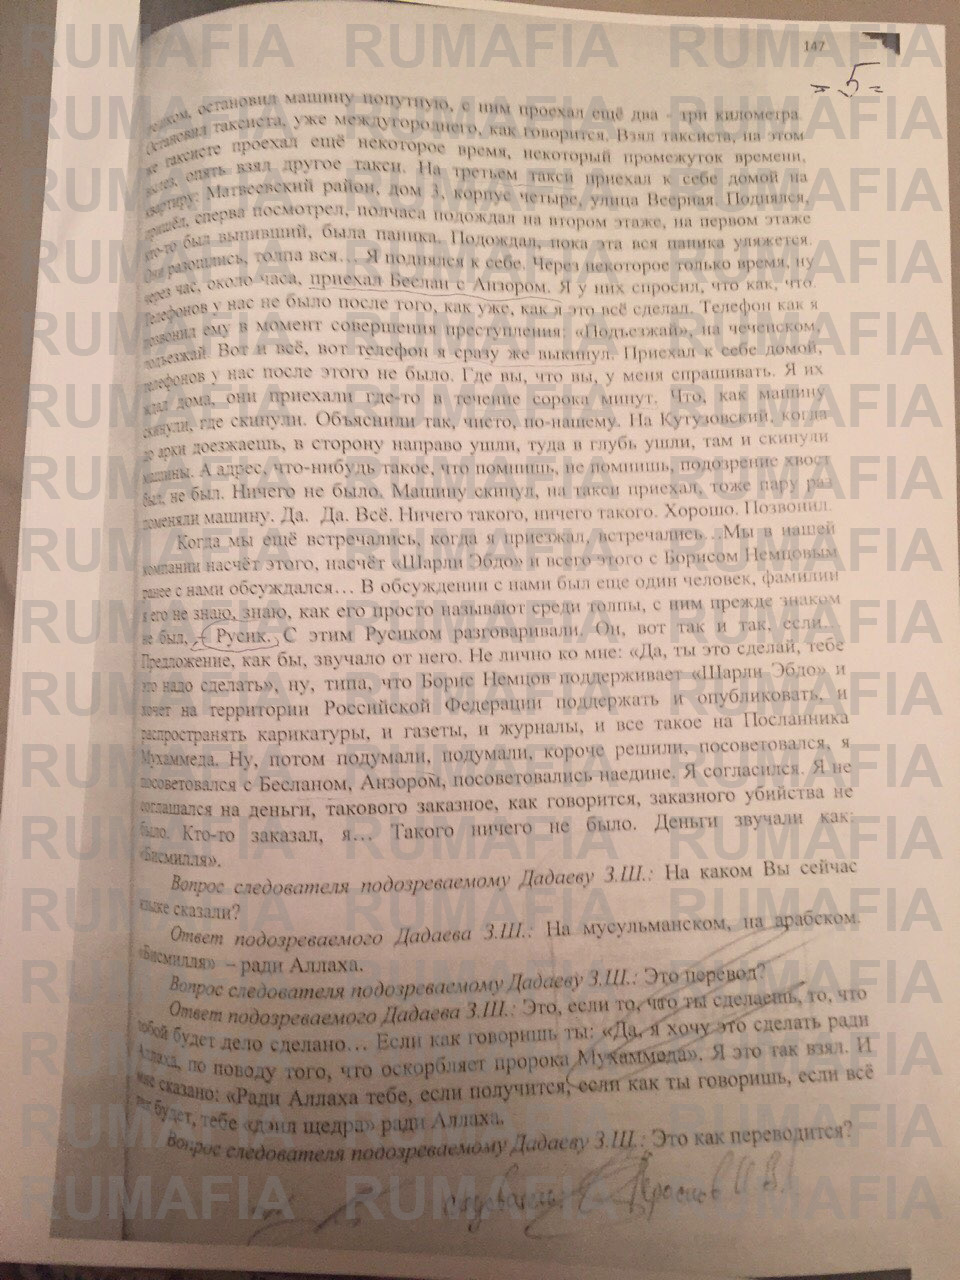 147
= 5 =
остановил машину попутную, с ним проехал ещё два - три километра.
Остановил таксиста, уже междугороднего, как говорится. Взял таксиста, на этом
же таксисте проехал ещё некоторое время, некоторый промежуток времени,
вылез, опять взял другое такси. На третьем такси приехал к себе домой на
квартиру: Матвеевский район, дом 3, корпус четыре, улица Веерная. Поднялся,
пришёл, сперва посмотрел, полчаса подождал на втором этаже, на первом этаже
кто-то был выпивший, была паника. Подождал, пока эта вся паника уляжется.
Они разошлись, толпа вся… Я поднялся к себе. Через некоторое только время, ну
через час, около часа, приехал Беслан с Анзором. Я у них спросил, что как, что.
Телефонов у нас не было после того, как уже, как я это всё сделал. Телефон как я
позвонил ему в момент совершения преступления: «Подъезжай», на чеченском,
подъезжай. Вот и всё, вот телефон я сразу же выкинул. Приехал к себе домой,
телефонов у нас после этого не было. Где вы, что вы, у меня спрашивать. Я их
ждал дома, они приехали где-то в течение сорока минут. Что, как машину
скинули, где скинули. Объяснили так, чисто, по-нашему. На Кутузовский, когда
до арки доезжаешь, в сторону направо ушли, туда в глубь ушли, там и скинули
машины. А адрес, что-нибудь такое, что помнишь, не помнишь, подозрение хвост
был, не был. Ничего не было. Машину скинул, на такси приехал, тоже пару раз
поменяли машину. Да. Да. Всё. Ничего такого, ничего такого. Хорошо. Позвонил.
Когда мы ещё встречались, когда я приезжал, встречались…Мы в нашей
компании насчёт этого, насчёт «Шарли Эбдо» и всего этого с Борисом Немцовым
ранее с нами обсуждался… В обсуждении с нами был еще один человек, фамилии
я его не знаю, знаю, как его просто называют среди толпы, с ним прежде знаком
не был, – Русик. С этим Русиком разговаривали. Он, вот так и так, если…
Предложение, как бы, звучало от него. Не лично ко мне: «Да, ты это сделай, тебе
это надо сделать», ну, типа, что Борис Немцов поддерживает «Шарли Эбдо» и
хочет на территории Российской Федерации поддержать и опубликовать, и
распространять карикатуры, и газеты, и журналы, и все такое на Посланника
Мухаммеда. Ну, потом подумали, подумали, короче решили, посоветовался, я
посоветовался с Бесланом, Анзором, посоветовались наедине. Я согласился. Я не
соглашался на деньги, такового заказное, как говорится, заказного убийства не
было. Кто-то заказал, я… Такого ничего не было. Деньги звучали как:
«Бисмилля».
Вопрос следователя подозреваемому Дадаеву З.Ш.: На каком Вы сейчас
языке сказали?
Ответ подозреваемого Дадаева З.Ш.: На мусульманском, на арабском.
«Бисмилля» – ради Аллаха.
Вопрос следователя подозреваемому Дадаеву З.Ш.: Это перевод?
Ответ подозреваемого Дадаева З.Ш.: Это, если то, что ты сделаешь, то, что
тобой будет дело сделано… Если как говоришь ты: «Да, я хочу это сделать ради
Аллаха, по поводу того, что оскорбляет пророка Мухаммеда». Я это так взял. И
мне сказано: «Ради Аллаха тебе, если получится, если как ты говоришь, если всё
будет, тебе «дэил щедра» ради Аллаха.
Вопрос следователя подозреваемому Дадаеву З.Ш.: Это как переводится?
следователь
RUMAFIA